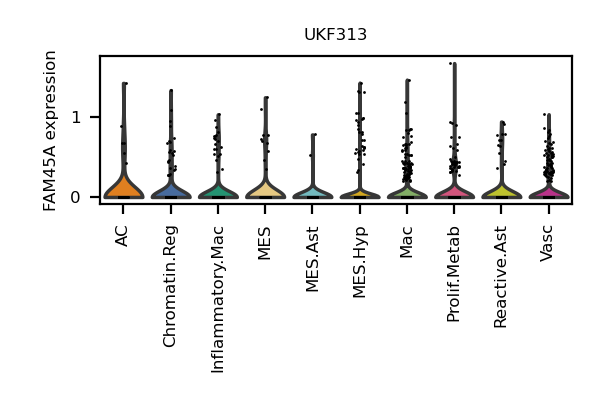 UKF313
FAM45A expression
1
0
AC
Chromatin.Reg
Inflammatory.Mac
MES
MES.Ast
MES.Hyp
Mac
Prolif.Metab
Reactive.Ast
Vasc